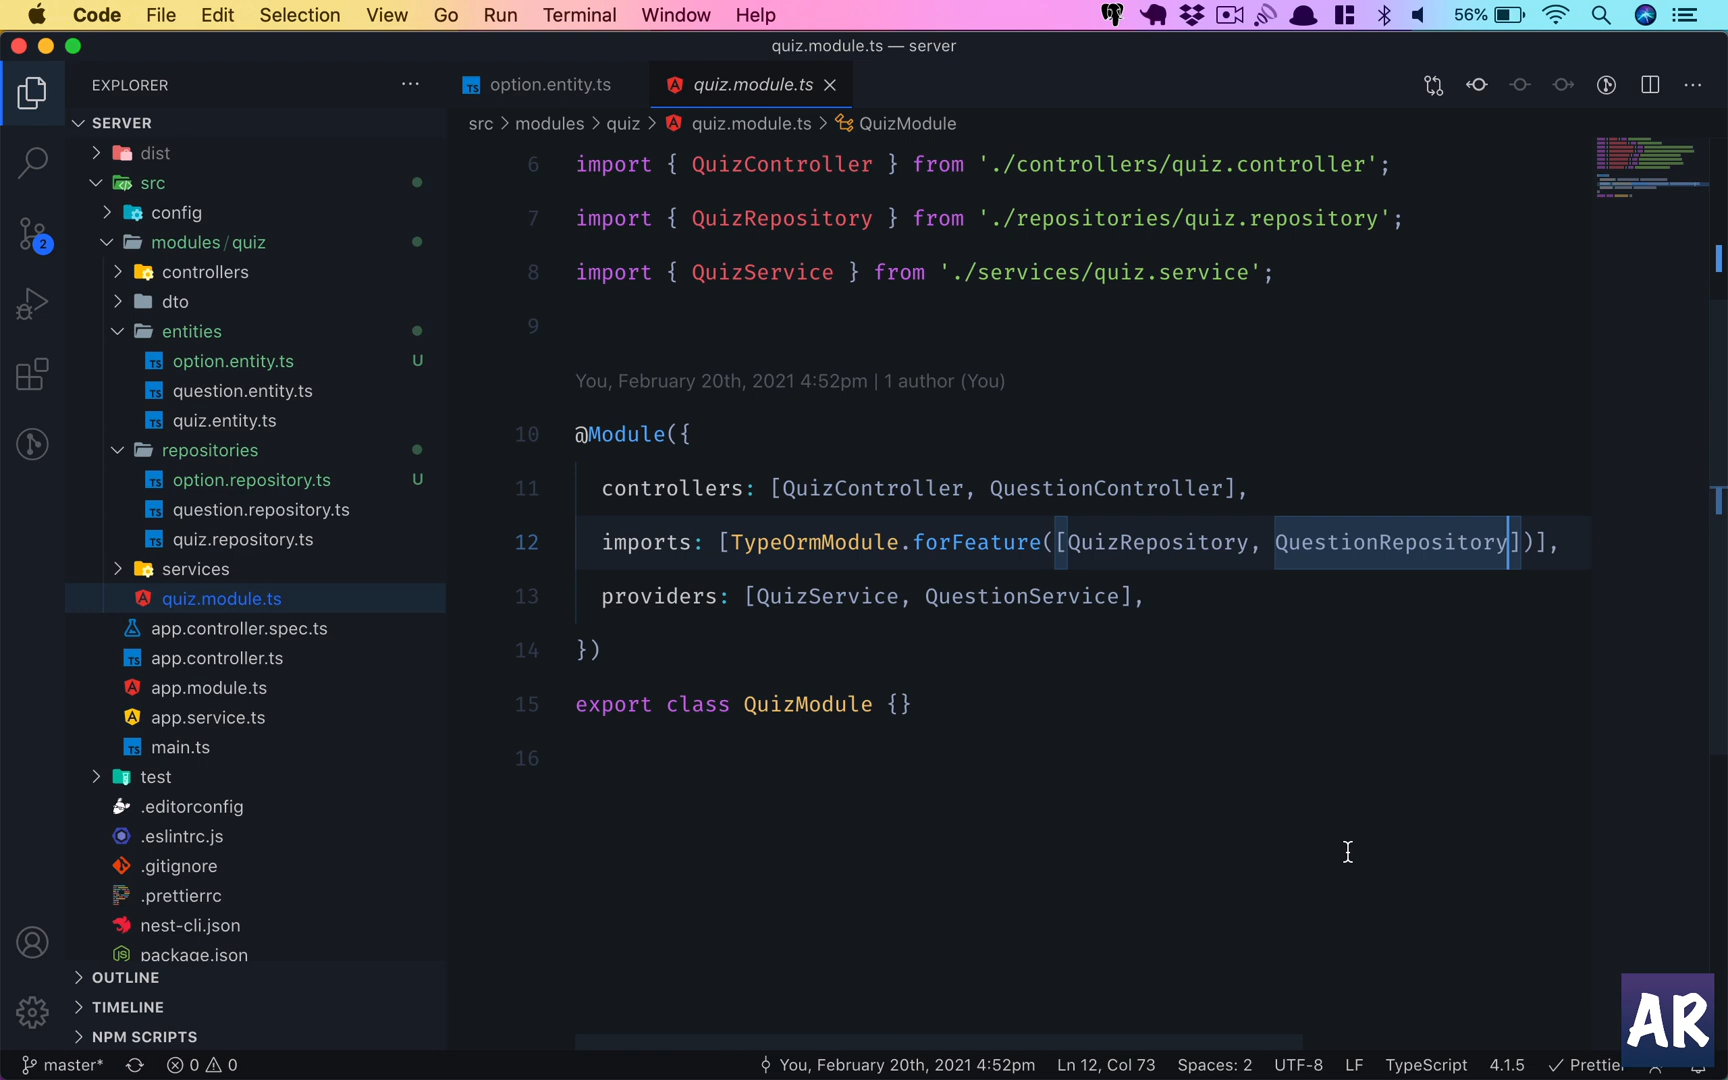 Code File Edit Selection View Go Run Terminal Window Help 56%
quiz.module.ts — server
EXPLORER
option.entity.ts quiz.module.ts
src > modules > quiz > quiz.module.ts > QuizModule
SERVER
dist
src
config
modules / quiz
controllers
dto
entities
option.entity.ts U
question.entity.ts
quiz.entity.ts
repositories
option.repository.ts U
question.repository.ts
quiz.repository.ts
services
quiz.module.ts
app.controller.spec.ts
app.controller.ts
app.module.ts
app.service.ts
main.ts
test
.editorconfig
.eslintrc.js
.gitignore
.prettierrc
nest-cli.json
package.json
OUTLINE
TIMELINE
NPM SCRIPTS
2
6 import { QuizController } from './controllers/quiz.controller';
7 import { QuizRepository } from './repositories/quiz.repository';
8 import { QuizService } from './services/quiz.service';
9
You, February 20th, 2021 4:52pm | 1 author (You)
10 @Module({
11 controllers: [QuizController, QuestionController],
12 imports: [TypeOrmModule.forFeature([QuizRepository, QuestionRepository])],
13 providers: [QuizService, QuestionService],
14 })
15 export class QuizModule {}
16
AR
master* 0 0 You, February 20th, 2021 4:52pm Ln 12, Col 73 Spaces: 2 UTF-8 LF TypeScript 4.1.5